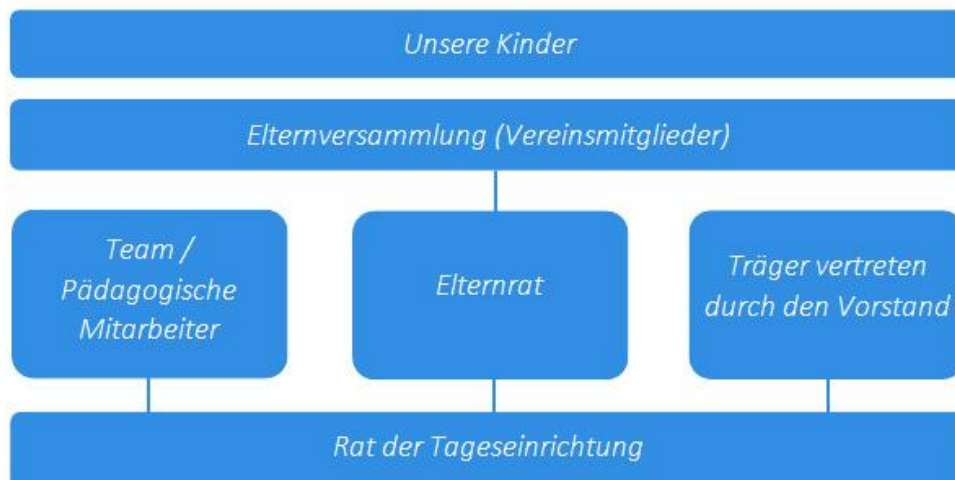 Unsere Kinder
Elternversammlung (Vereinsmitglieder)
Team /
Pädagogische
Mitarbeiter
Elternrat
Träger vertreten
durch den Vorstand
Rat der Tageseinrichtung